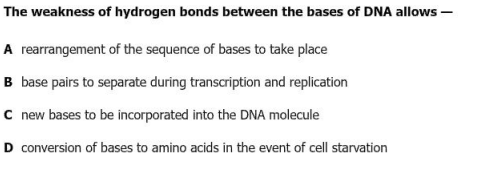 The weakness of hydrogen bonds between the bases of DNA allows —
A rearrangement of the sequence of bases to take place
B base pairs to separate during transcription and replication
C new bases to be incorporated into the DNA molecule
D conversion of bases to amino acids in the event of cell starvation